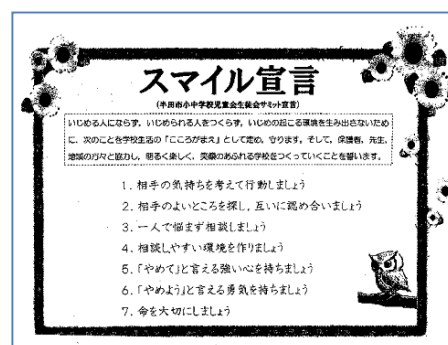 スマイル宣言
(半田市小中学校児童会生徒会サミット宣言)
いじめる人にならず、いじめられる人をつくらず、いじめの起こる環境を生み出さないため
に、次のことを学校生活の「こころがまえ」として定め、守ります。そして、保護者、先生、
地域の方々と協力し、明るく楽しく、笑顔のあふれる学校をつくっていくことを誓います。
1. 相手の気持ちを考えて行動しましょう
2. 相手のよいところを探し、互いに認め合いましょう
3. 一人で悩まず相談しましょう
4. 相談しやすい環境を作りましょう
5. 「やめて」と言える強い心を持ちましょう
6. 「やめよう」と言える勇気を持ちましょう
7. 命を大切にしましょう